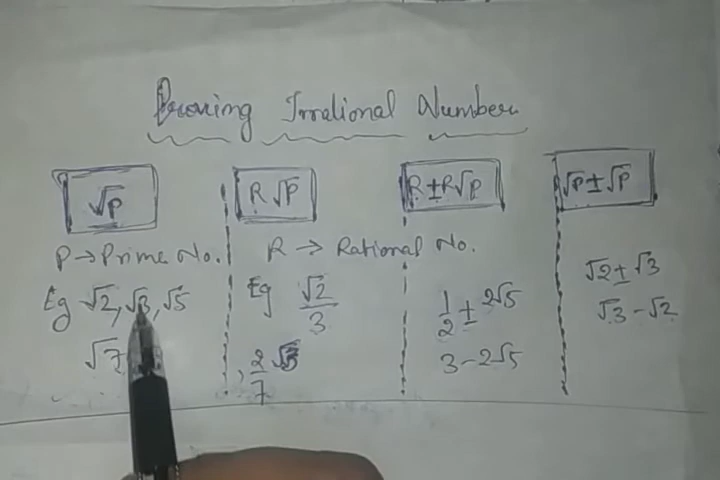 Proving Irrational Numbers
√P
R√P
R±R√P
√P±√P
P→Prime No.
R → Rational No.
Eg √2, √3, √5
√7
Eg √2/3
, 2/7 √3
1/2 ± 2√5
3-2√5
√2±√3
√3-√2